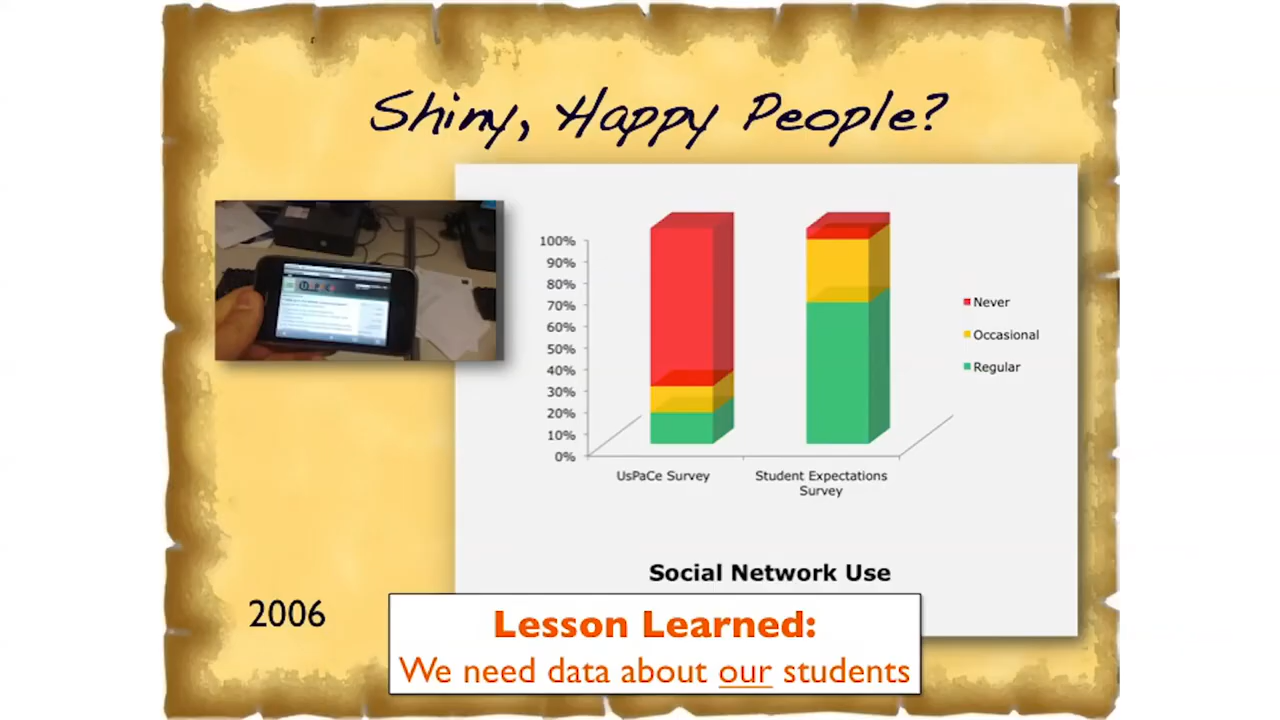 Shiny, Happy People?
100%
90%
80%
70%
60%
50%
40%
30%
20%
10%
0%
Never
Occasional
Regular
UsPaCe Survey
Student Expectations
Survey
Social Network Use
2006
Lesson Learned:
We need data about our students